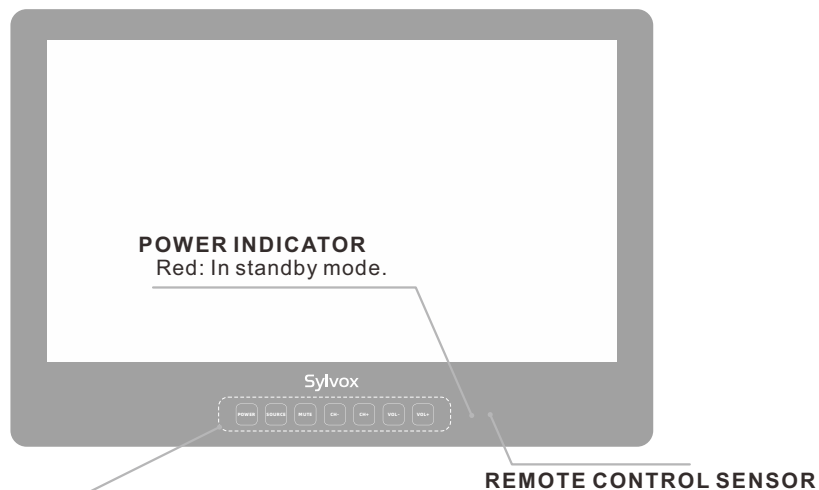 POWER INDICATOR
Red: In standby mode.
Sylvox
POWER SOURCE MUTE CH- CH+ VOL- VOL+
REMOTE CONTROL SENSOR